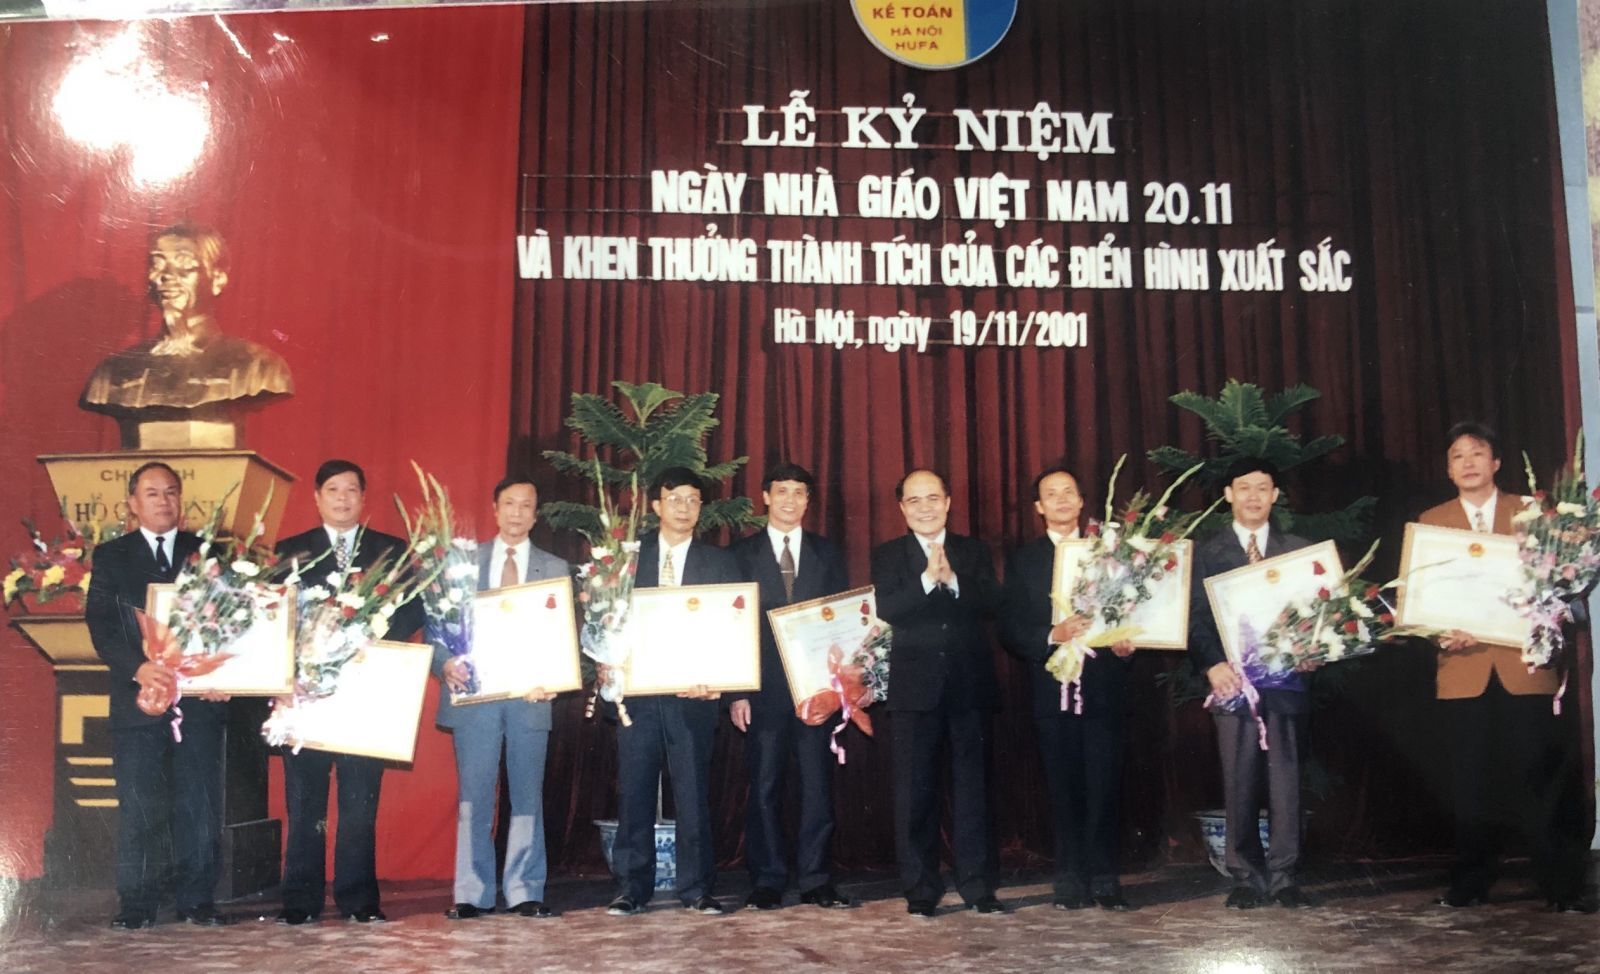 KẾ TOÁN
HÀ NỘI
HUFA
LỄ KỶ NIỆM
NGÀY NHÀ GIÁO VIỆT NAM 20.11
VÀ KHEN THƯỞNG THÀNH TÍCH CỦA CÁC ĐIỂN HÌNH XUẤT SẮC
Hà Nội, ngày 19/11/2001
HỒ